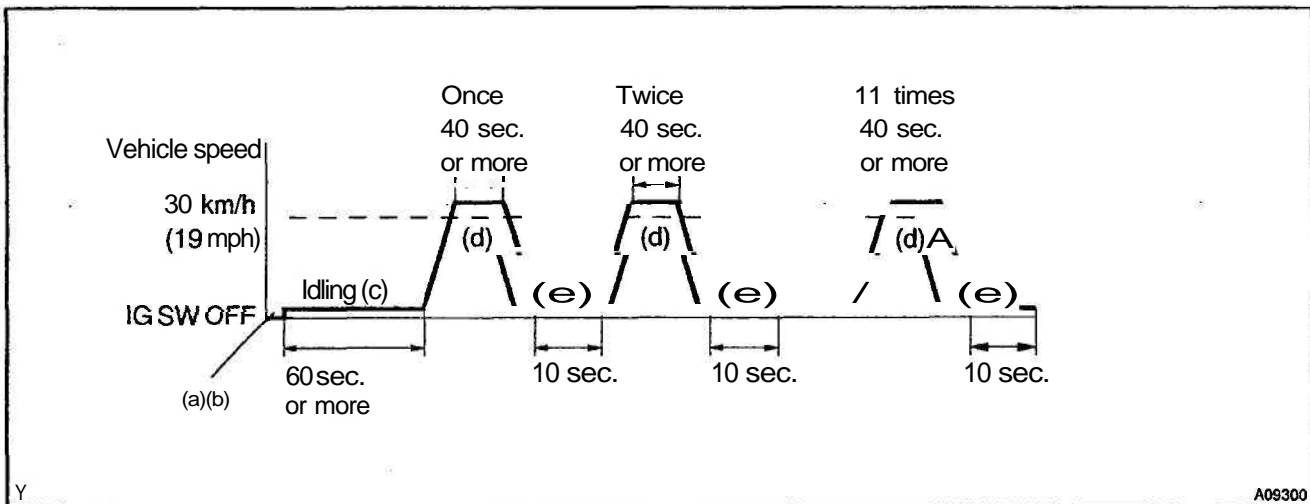 Once
40 sec.
or more
Twice
40 sec.
or more
11 times
40 sec.
or more
Vehicle speed
30 km/h
(19 mph)
(d)
(d)
(d)A
Idling (c)
(e)
(e)
/
(e)
IG SW OFF
(a)(b)
60 sec.
or more
10 sec.
10 sec.
10 sec.
Y
A09300